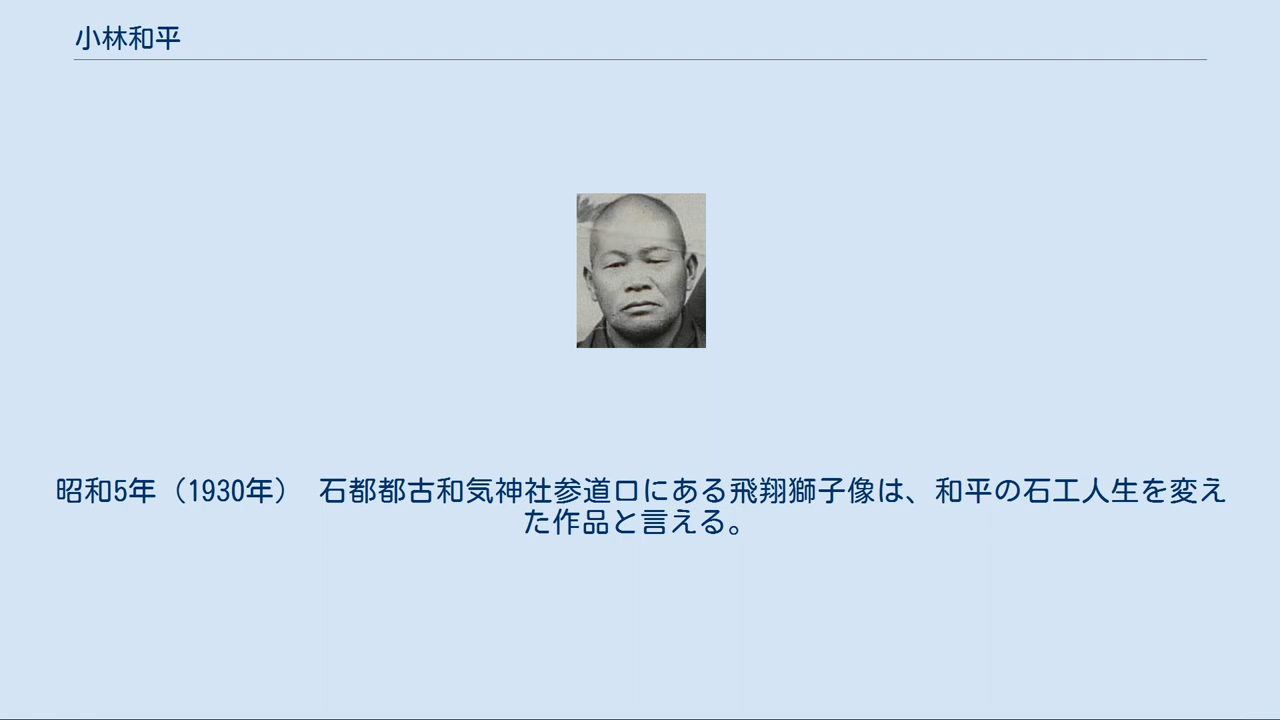 小林和平
昭和5年（1930年）　石都都古和気神社参道口にある飛翔獅子像は、和平の石工人生を変え
た作品と言える。